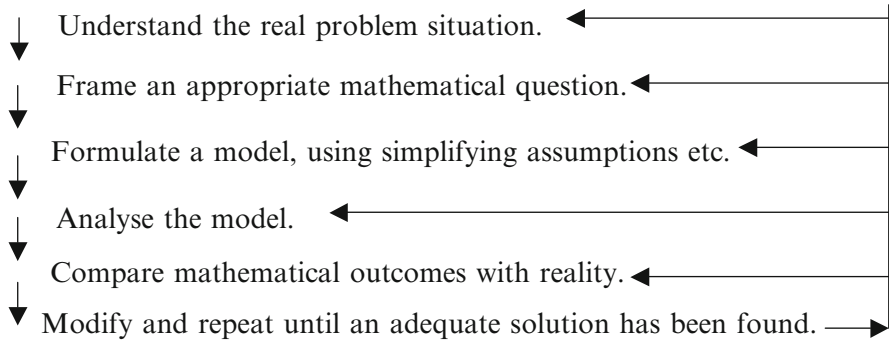 Understand the real problem situation.
Frame an appropriate mathematical question.
Formulate a model, using simplifying assumptions etc.
Analyse the model.
Compare mathematical outcomes with reality.
Modify and repeat until an adequate solution has been found.